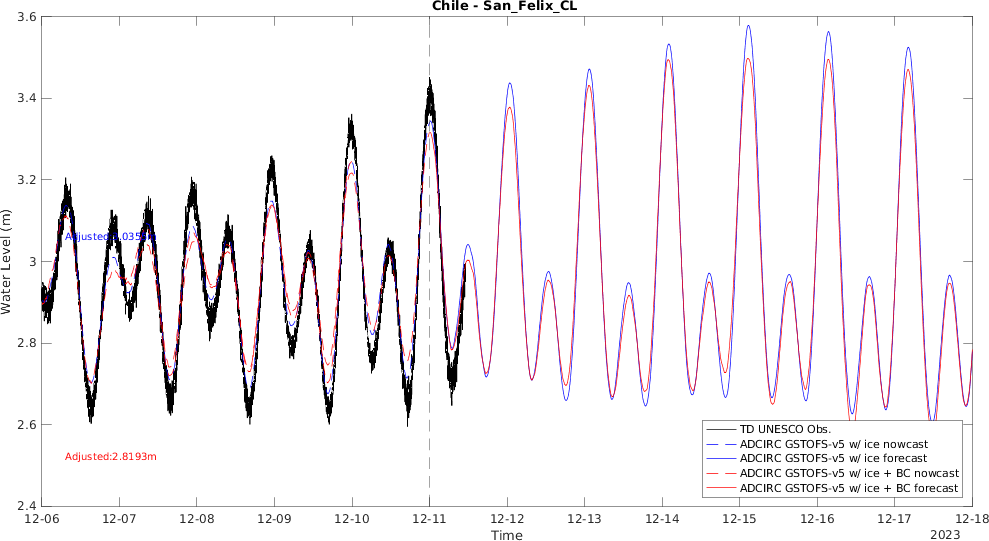 Chile - San_Felix_CL
3.6
3.4
3.2
3
2.8
2.6
2.4
Water Level (m)
Adjusted:2.8193m
TD UNESCO Obs.
ADCIRC GSTOFS-v5 w/ ice nowcast
ADCIRC GSTOFS-v5 w/ ice forecast
ADCIRC GSTOFS-v5 w/ ice + BC nowcast
ADCIRC GSTOFS-v5 w/ ice + BC forecast
12-06 12-07 12-08 12-09 12-10 12-11 12-12 12-13 12-14 12-15 12-16 12-17 12-18
Time
2023